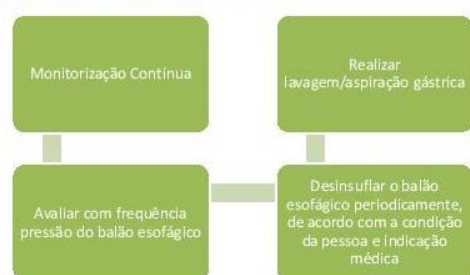 Monitorização Contínua
Avaliar com frequência
pressão do balão esofágico
Desinsuflar o balão
esofágico periodicamente,
de acordo com a condição
da pessoa e indicação
médica
Realizar
lavagem/aspiração gástrica